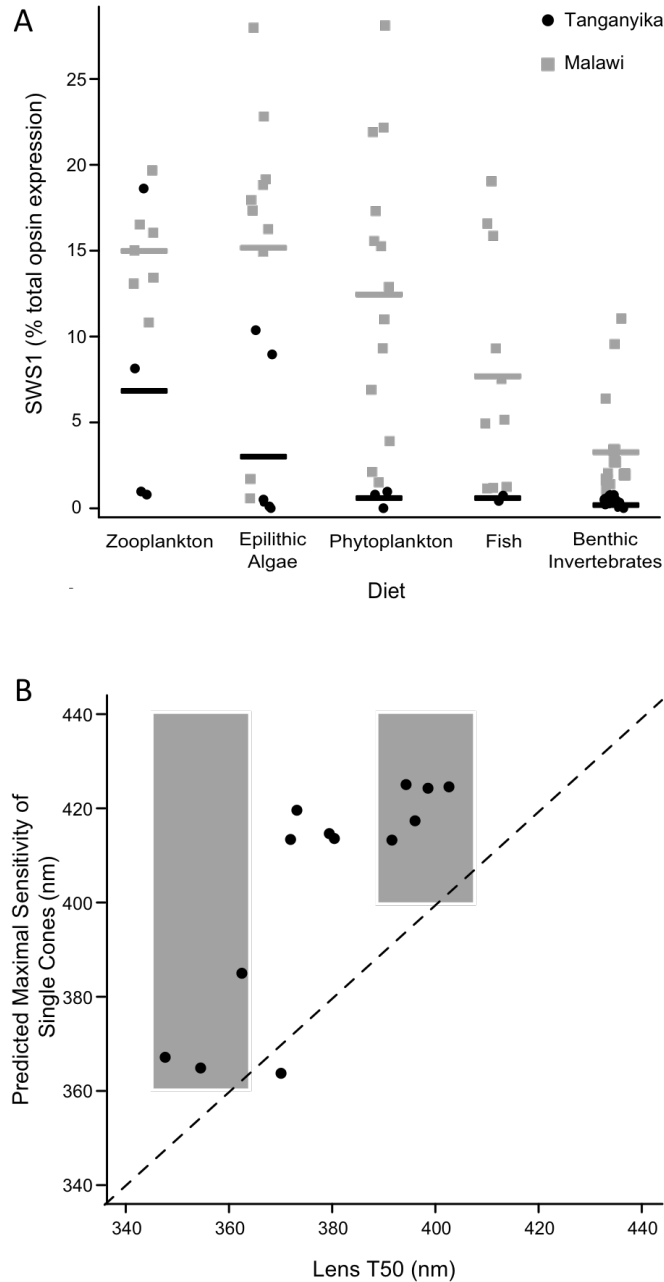 A
Tanganyika
Malawi
SWS1 (% total opsin expression)
25
20
15
10
5
0
Zooplankton
Epilithic
Algae
Phytoplankton
Fish
Benthic
Invertebrates
Diet
B
Predicted Maximal Sensitivity of
Single Cones (nm)
440
420
400
380
360
340
340
360
380
400
420
440
Lens T50 (nm)